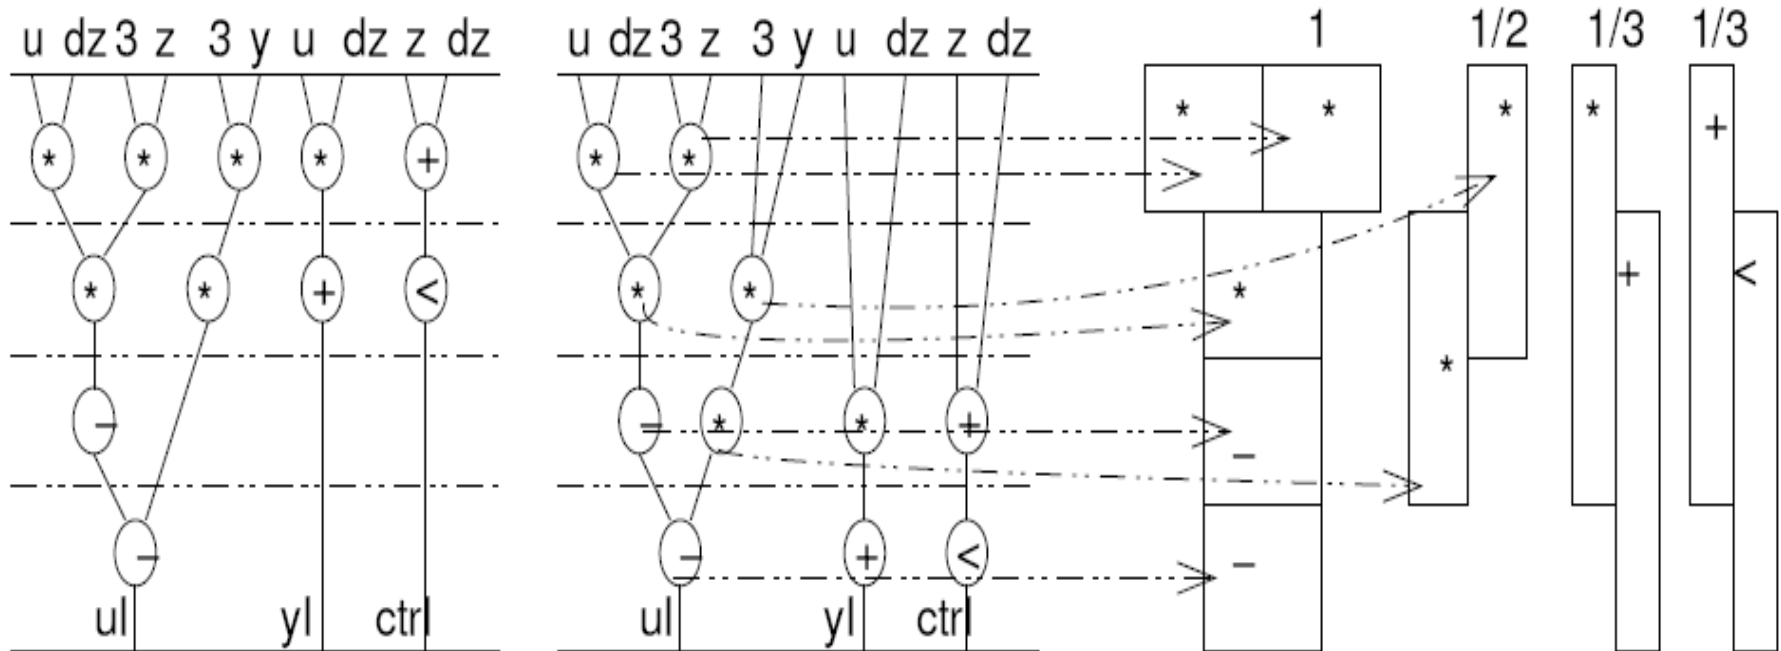 u dz 3 z 3 y u dz z dz u dz 3 z 3 y u dz z dz 1 1/2 1/3 1/3
* * * * + * * * * * * +
* * + < * * * + <
- - * * + * -
- - + < -
ul yl ctrl ul yl ctrl